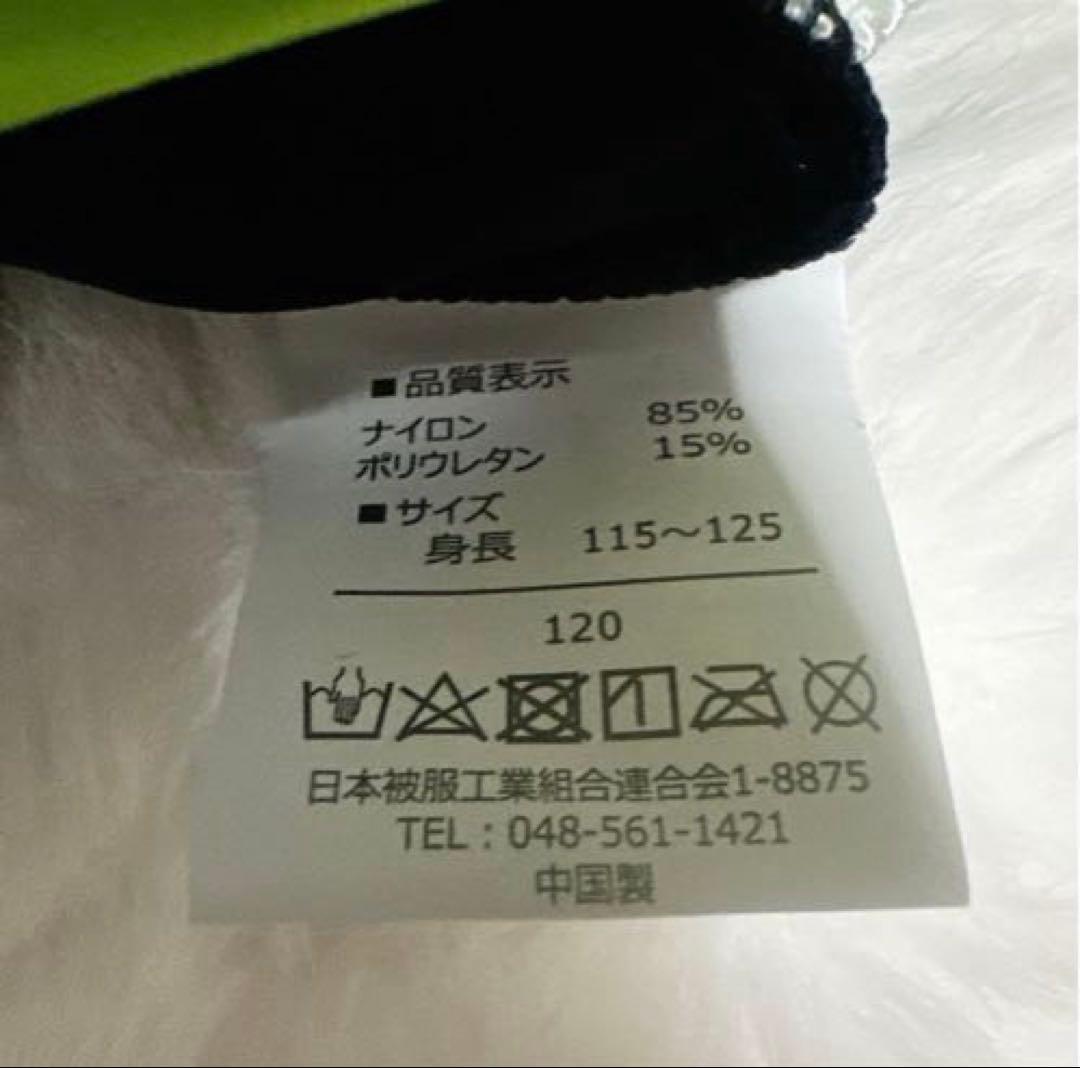 ■品質表示
ナイロン 85%
ポリウレタン 15%
■サイズ
身長 115～125
120
日本被服工業組合連合会1-8875
TEL：048-561-1421
中国製